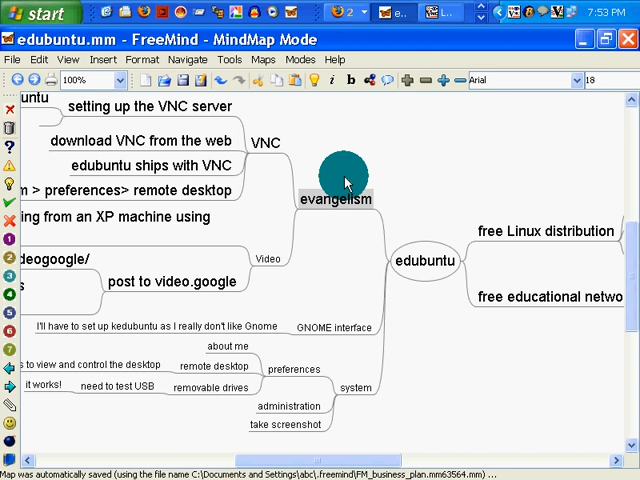 start
2
e..
L..
7:53 PM
edubuntu.mm - FreeMind - MindMap Mode
File Edit View Insert Format Navigate Tools Maps Modes Help
100%
Arial
18
untu
setting up the VNC server
download VNC from the web
VNC
edubuntu ships with VNC
m > preferences> remote desktop
evangelism
ing from an XP machine using
free Linux distribution
edubuntu
deogoogle/
Video
s
post to video.google
free educational netwo
I'll have to set up kedubuntu as I really don't like Gnome
GNOME interface
about me
s to view and control the desktop
remote desktop
preferences
it works!
need to test USB
removable drives
system
administration
take screenshot
Map was automatically saved (using the file name C:\Documents and Settings\abc\.freemind\FM_business_plan.mm63564.mm) ...